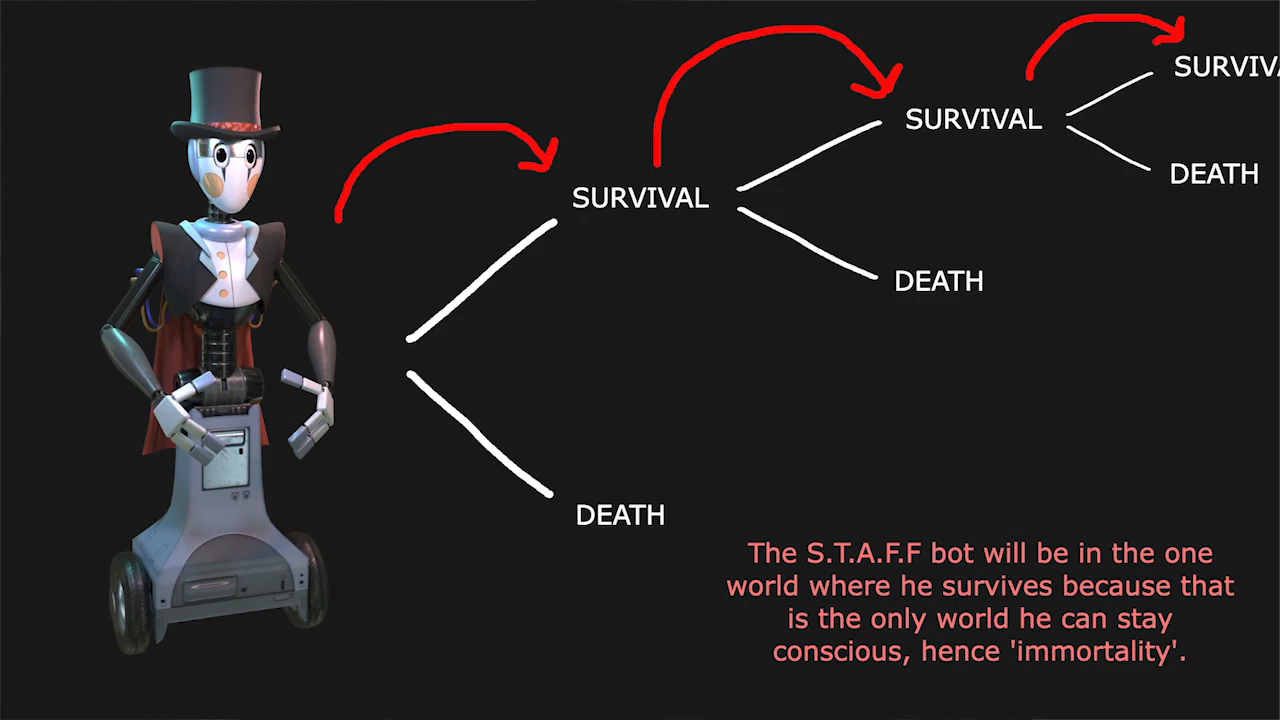 SURVIVA
SURVIVAL
DEATH
SURVIVAL
DEATH
DEATH
The S.T.A.F.F bot will be in the one
world where he survives because that
is the only world he can stay
conscious, hence 'immortality'.